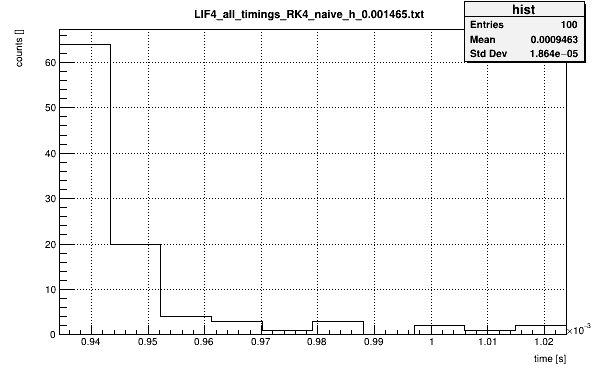 LIF4_all_timings_RK4_naive_h_0.001465.txt
hist
Entries 100
Mean 0.0009463
Std Dev 1.864e−05
counts []
60
50
40
30
20
10
0
0.94 0.95 0.96 0.97 0.98 0.99 1 1.01 1.02
×10⁻³
time [s]